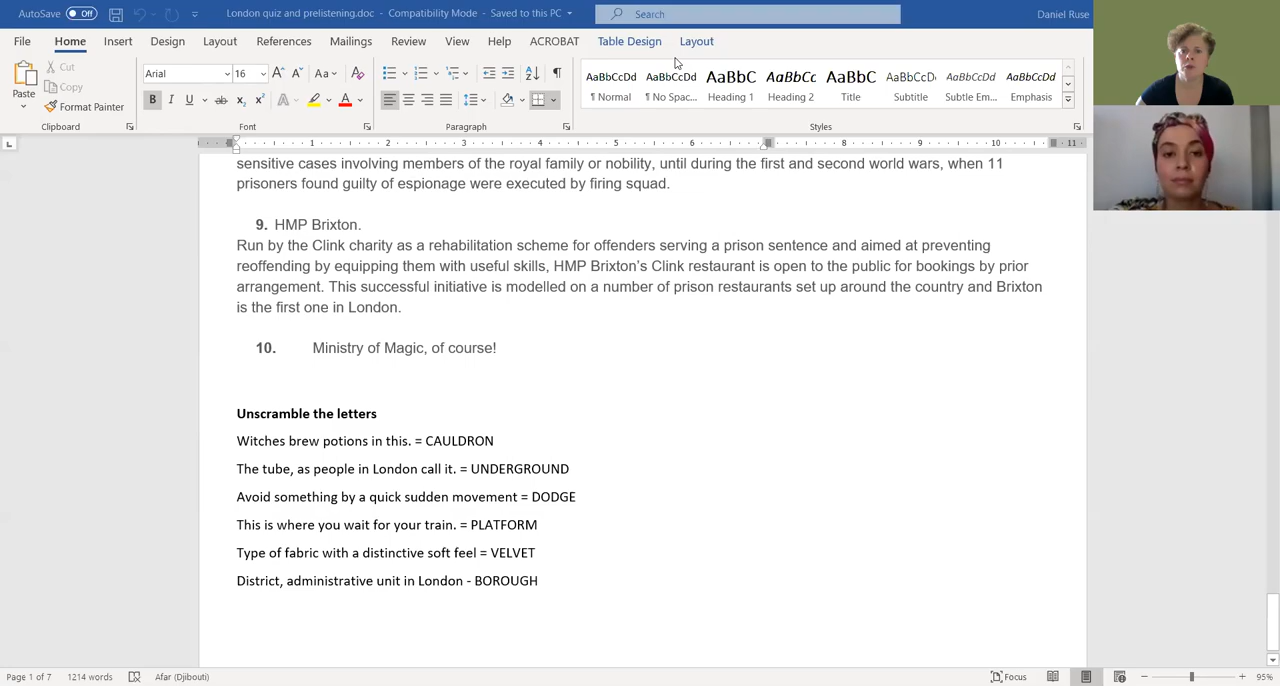 AutoSave Off London quiz and prelistening.doc - Compatibility Mode - Saved to this PC Search Daniel Ruse
File Home Insert Design Layout References Mailings Review View Help ACROBAT Table Design Layout
Paste Cut Copy Format Painter
Arial 16
AaBbCcDd AaBbCcDd AaBbC AaBbCc AaBbC AaBbCcD AaBbCcDd AaBbCcDd
¶ Normal ¶ No Spac... Heading 1 Heading 2 Title Subtitle Subtle Em... Emphasis
Clipboard Font Paragraph Styles
1 2 3 4 5 6 8 9 10 11
sensitive cases involving members of the royal family or nobility, until during the first and second world wars, when 11
prisoners found guilty of espionage were executed by firing squad.
9. HMP Brixton.
Run by the Clink charity as a rehabilitation scheme for offenders serving a prison sentence and aimed at preventing
reoffending by equipping them with useful skills, HMP Brixton's Clink restaurant is open to the public for bookings by prior
arrangement. This successful initiative is modelled on a number of prison restaurants set up around the country and Brixton
is the first one in London.
10. Ministry of Magic, of course!
Unscramble the letters
Witches brew potions in this. = CAULDRON
The tube, as people in London call it. = UNDERGROUND
Avoid something by a quick sudden movement = DODGE
This is where you wait for your train. = PLATFORM
Type of fabric with a distinctive soft feel = VELVET
District, administrative unit in London - BOROUGH
Page 1 of 7 1214 words Afar (Djibouti) Focus 95%